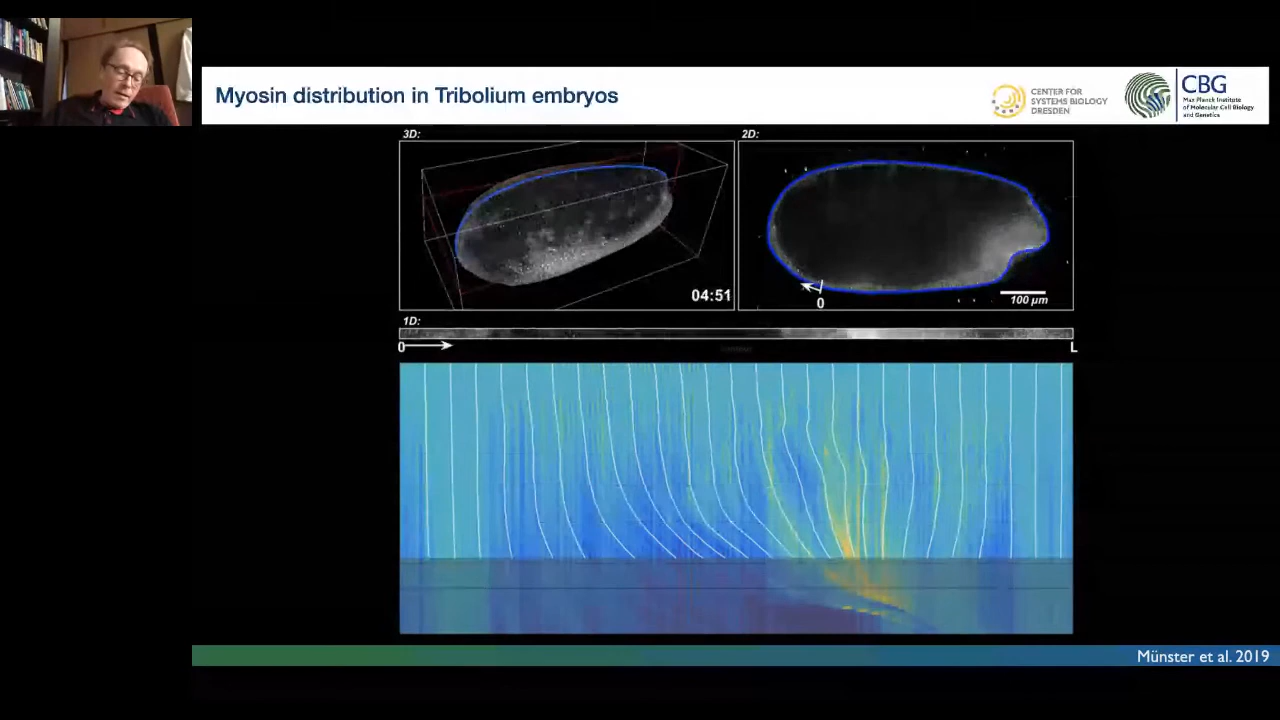 Myosin distribution in Tribolium embryos
CENTER FOR
SYSTEMS BIOLOGY
DRESDEN
CBG
Max Planck Institute
of Molecular Cell Biology
and Genetics
3D:
2D:
04:51
0
100 µm
1D:
0
L
Münster et al. 2019